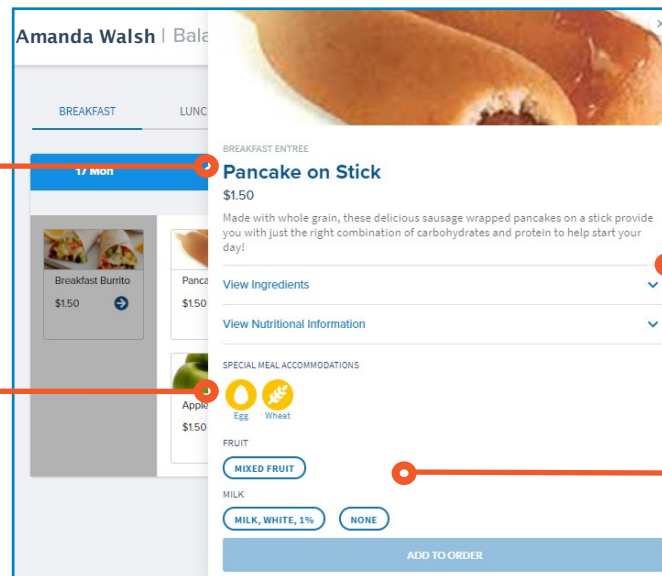 Amanda Walsh | Bala
BREAKFAST LUNC
17 Mon
Breakfast Burrito
$1.50
Panca
$1.50
Apple
$1.50
BREAKFAST ENTREE
Pancake on Stick
$1.50
Made with whole grain, these delicious sausage wrapped pancakes on a stick provide
you with just the right combination of carbohydrates and protein to help start your
day!
View Ingredients
View Nutritional Information
SPECIAL MEAL ACCOMMODATIONS
Egg Wheat
FRUIT
MIXED FRUIT
MILK
MILK, WHITE, 1% NONE
ADD TO ORDER